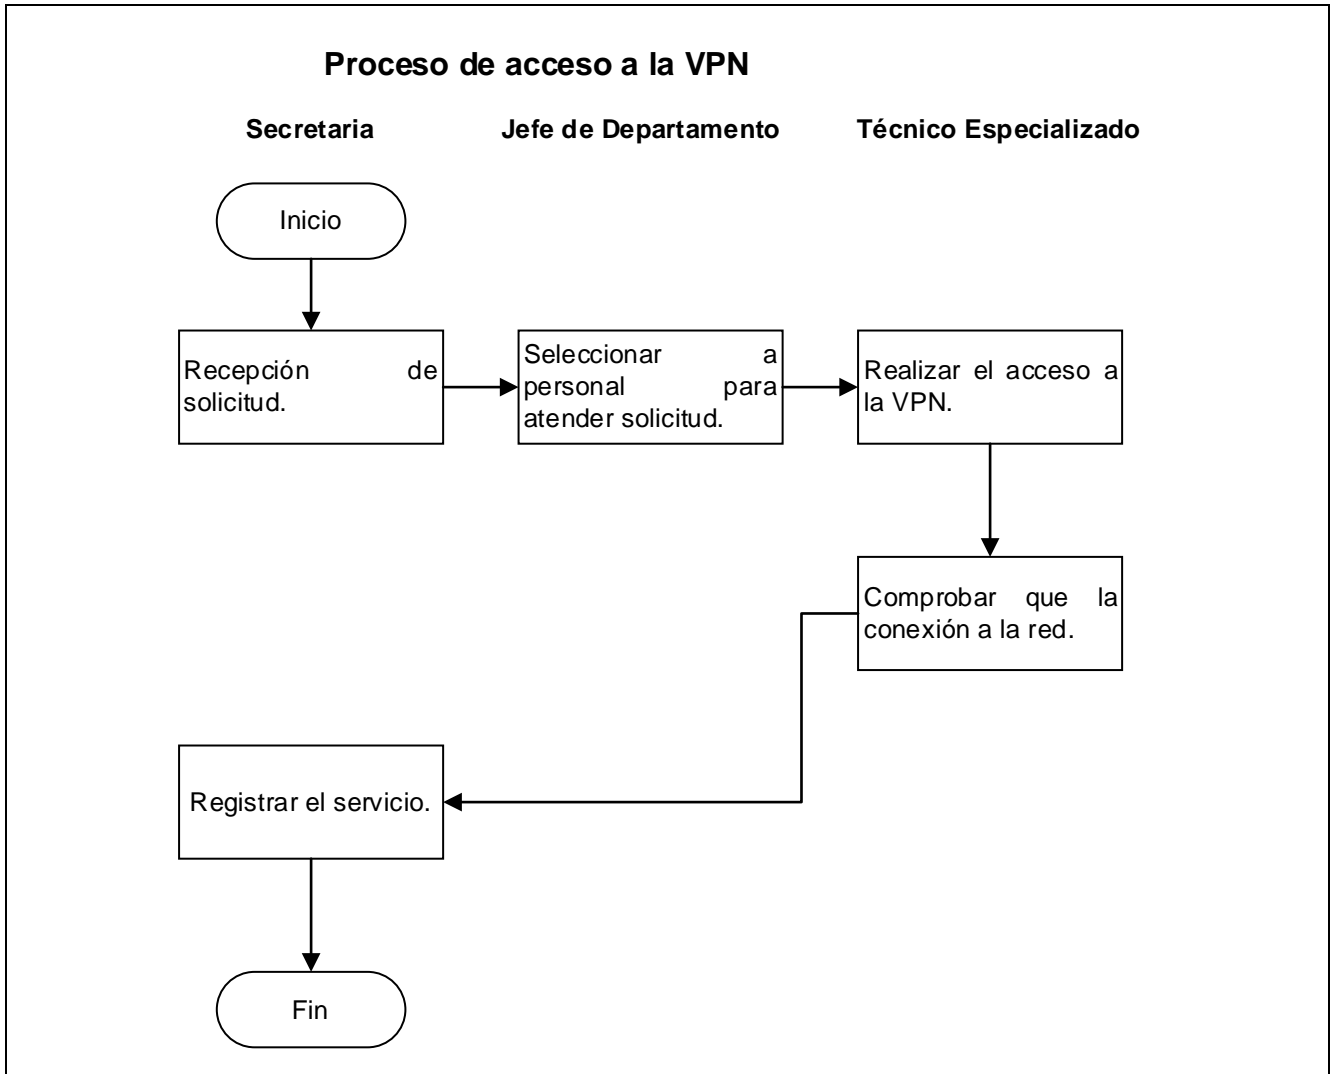 Proceso de acceso a la VPN
Secretaria
Jefe de Departamento
Técnico Especializado
Inicio
Recepción de
solicitud.
Seleccionar a
personal para
atender solicitud.
Realizar el acceso a
la VPN.
Comprobar que la
conexión a la red.
Registrar el servicio.
Fin